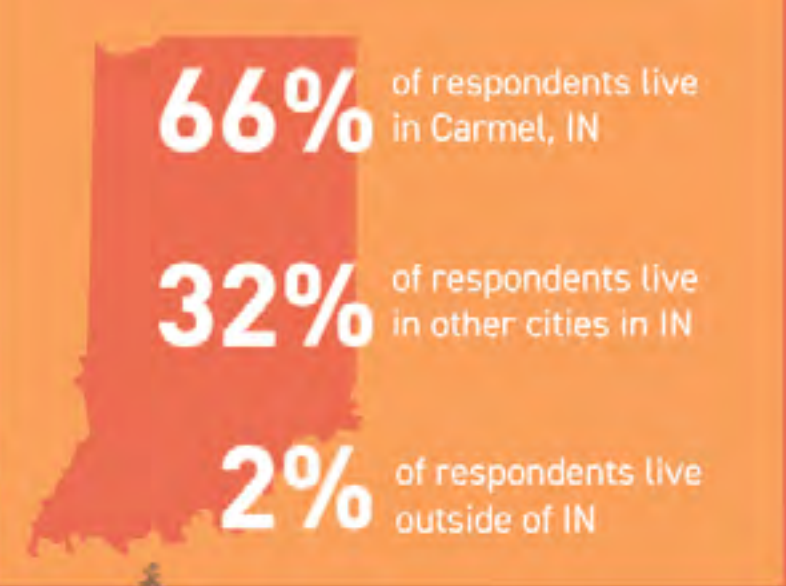 66% of respondents live
in Carmel, IN
32% of respondents live
in other cities in IN
2% of respondents live
outside of IN